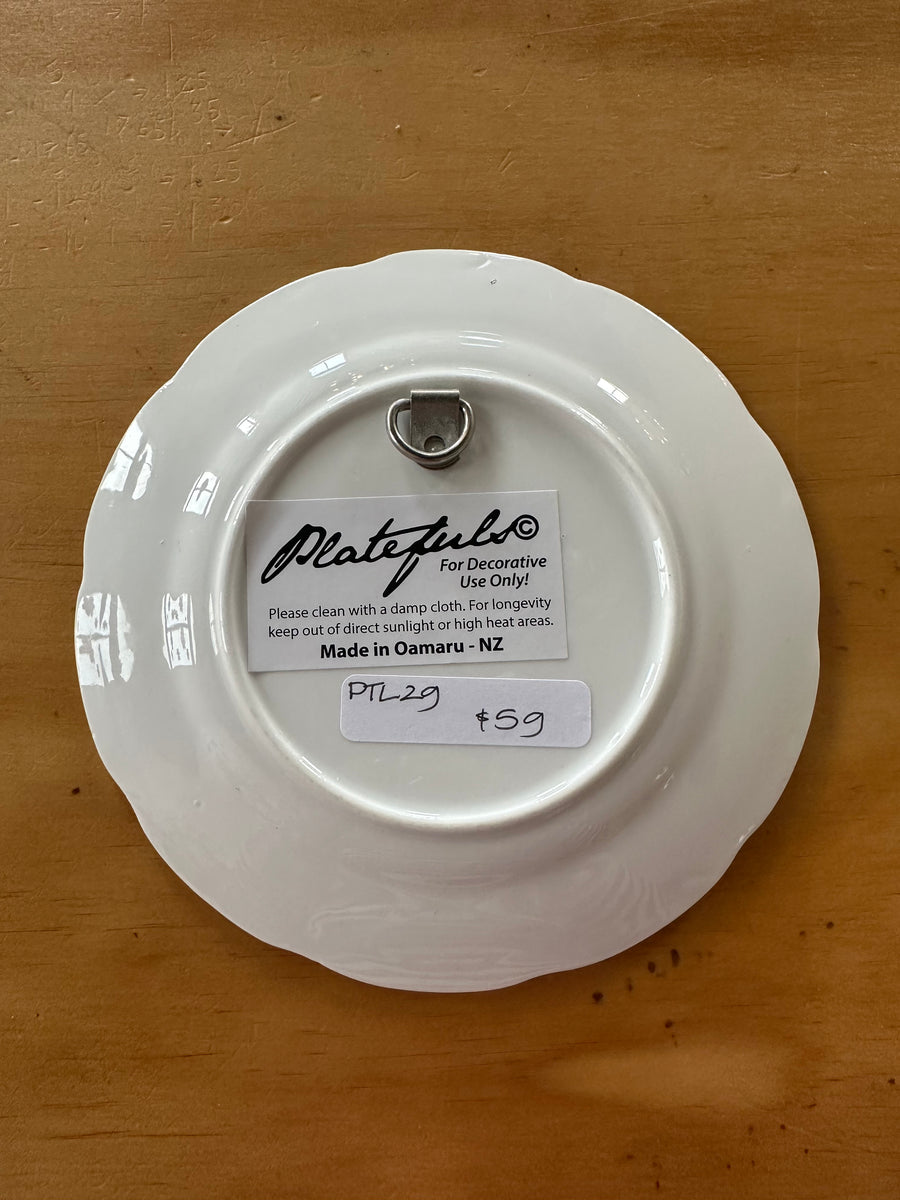 Platefuls©
For Decorative
Use Only!
Please clean with a damp cloth. For longevity
keep out of direct sunlight or high heat areas.
Made in Oamaru - NZ
PTL29
$59